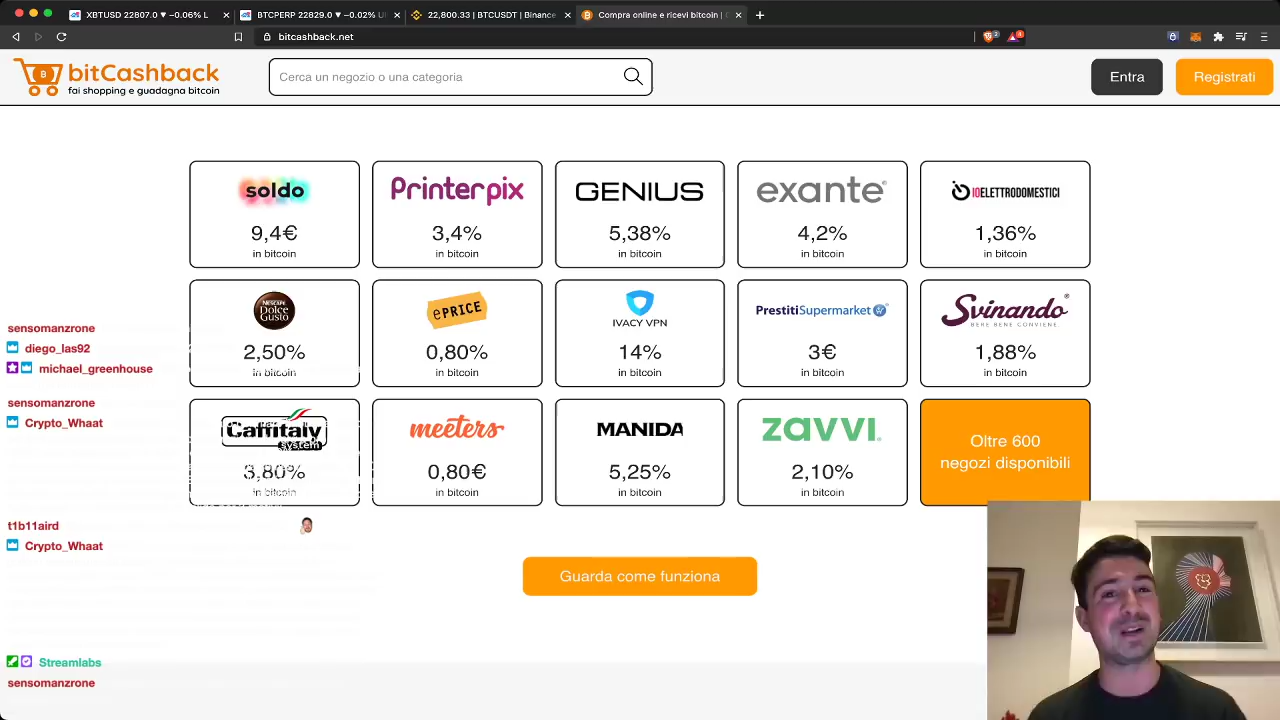 XBTUSD 22807.0 ▼ −0.06% L
BTCPERP 22829.0 ▼ −0.02% U
22,800.33 | BTCUSDT | Binance
Compra online e ricevi bitcoin |
bitcashback.net
bitCashback
fai shopping e guadagna bitcoin
Cerca un negozio o una categoria
Entra
Registrati
soldo
9,4€
in bitcoin
Printerpix
3,4%
in bitcoin
GENIUS
5,38%
in bitcoin
exante
4,2%
in bitcoin
IOELETTRODOMESTICI
1,36%
in bitcoin
NESCAFÉ
Dolce
Gusto
2,50%
in bitcoin
ePRICE
0,80%
in bitcoin
IVACY VPN
14%
in bitcoin
PrestitiSupermarket
3€
in bitcoin
Svinando
BERE BENE CONVIENE
1,88%
in bitcoin
Caffitaly
system
in bitcoin
meeters
0,80€
in bitcoin
MANIDA
5,25%
in bitcoin
zavvi
2,10%
in bitcoin
Oltre 600
negozi disponibili
Guarda come funziona
sensomanzrone
diego_las92
michael_greenhouse
sensomanzrone
Crypto_Whaat
t1b11aird
Crypto_Whaat
Streamlabs
sensomanzrone